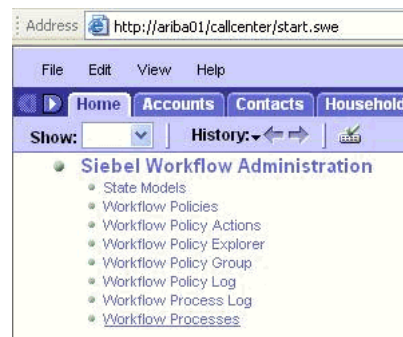 Address http://ariba01/callcenter/start.swe
File Edit View Help
Home Accounts Contacts Household
Show: History:
Siebel Workflow Administration
State Models
Workflow Policies
Workflow Policy Actions
Workflow Policy Explorer
Workflow Policy Group
Workflow Policy Log
Workflow Process Log
Workflow Processes